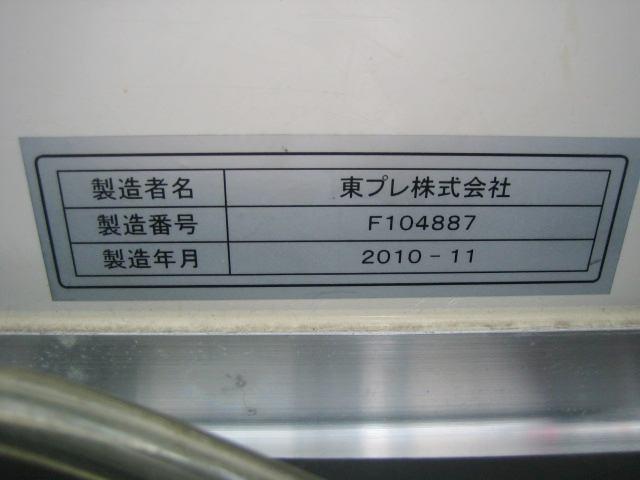 製造者名 東プレ株式会社
製造番号 F104887
製造年月 2010-11